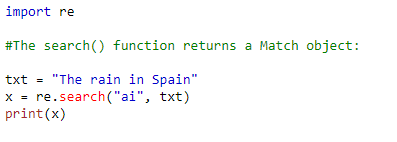 import re
#The search() function returns a Match object:
txt = "The rain in Spain"
x = re.search("ai", txt)
print(x)